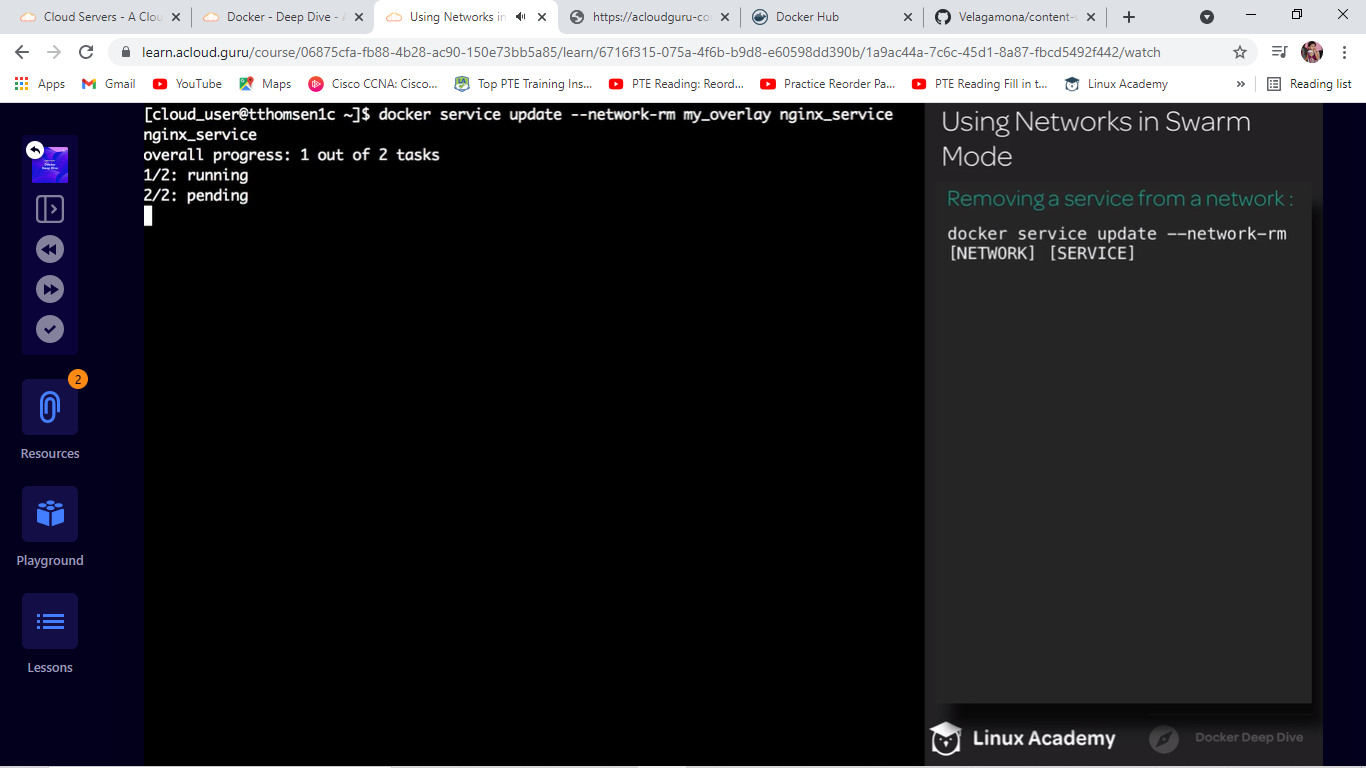 Cloud Servers - A Clou
Docker - Deep Dive - A
Using Networks in
https://acloudguru-co
Docker Hub
Velagamona/content-
learn.acloud.guru/course/06875cfa-fb88-4b28-ac90-150e73bb5a85/learn/6716f315-075a-4f6b-b9d8-e60598dd390b/1a9ac44a-7c6c-45d1-8a87-fbcd5492f442/watch
Apps
Gmail
YouTube
Maps
Cisco CCNA: Cisco...
Top PTE Training Ins...
PTE Reading: Reord...
Practice Reorder Pa...
PTE Reading Fill in t...
Linux Academy
»
Reading list
[cloud_user@tthomsen1c ~]$ docker service update --network-rm my_overlay nginx_service
nginx_service
overall progress: 1 out of 2 tasks
1/2: running
2/2: pending
Using Networks in Swarm
Mode
Removing a service from a network :
docker service update --network-rm
[NETWORK] [SERVICE]
Docker
Deep Dive
2
Resources
Playground
Lessons
Linux Academy
Docker Deep Dive